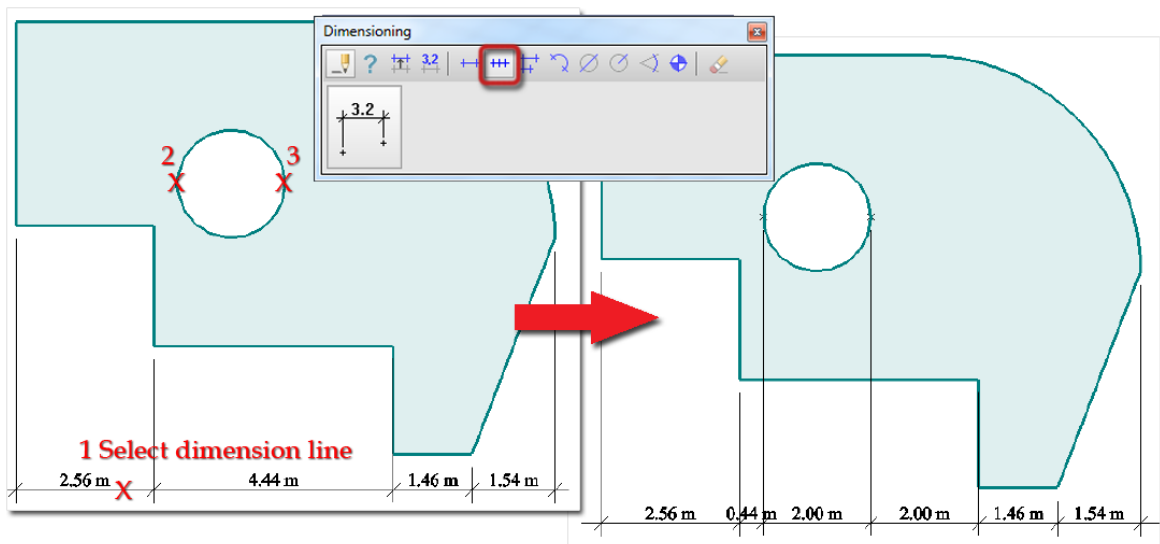 Dimensioning
? 3,2
3.2
2 3
X X
1 Select dimension line
2.56 m X 4.44 m 1.46 m 1.54 m
2.56 m 0.44 m 2.00 m 2.00 m 1.46 m 1.54 m